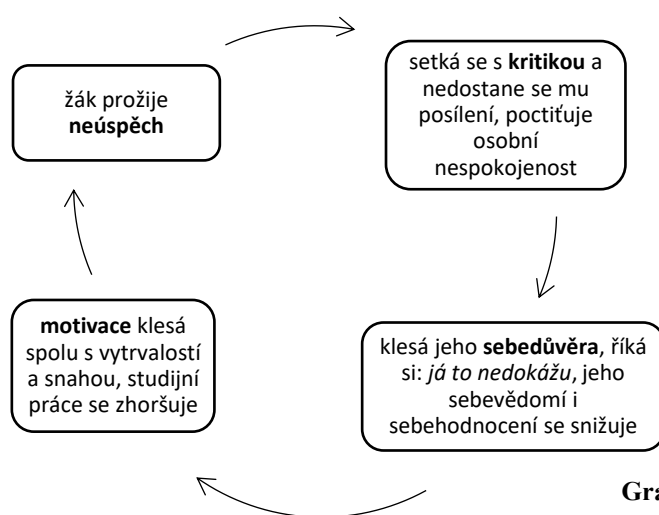 žák prožije
neúspěch
setká se s kritikou a
nedostane se mu
posílení, poctiťuje
osobní
nespokojenost
klesá jeho sebedůvěra, říká
si: já to nedokážu, jeho
sebevědomí i
sebehodnocení se snižuje
motivace klesá
spolu s vytrvalostí
a snahou, studijní
práce se zhoršuje